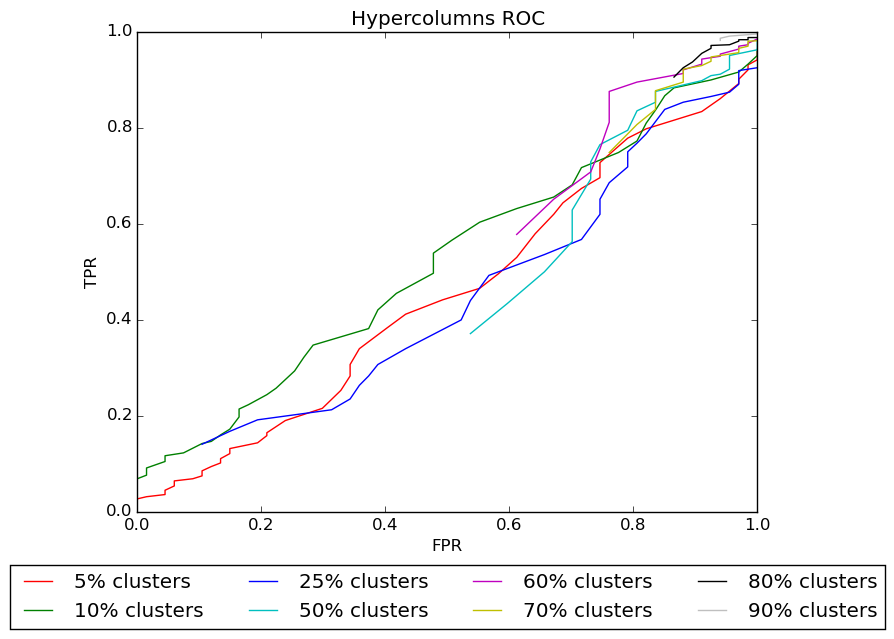 Hypercolumns ROC
1.0
0.8
0.6
0.4
0.2
0.0
TPR
0.0 0.2 0.4 0.6 0.8 1.0
FPR
5% clusters 25% clusters 60% clusters 80% clusters
10% clusters 50% clusters 70% clusters 90% clusters